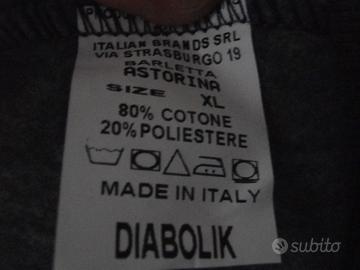 ITALIAN BRANDS SRL
VIA STRASBURGO 19
BARLETTA
ASTORINA
SIZE XL
80% COTONE
20% POLIESTERE
MADE IN ITALY
DIABOLIK
subito